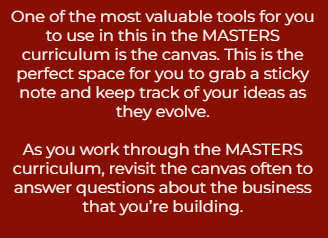 One of the most valuable tools for you
to use in this in the MASTERS
curriculum is the canvas. This is the
perfect space for you to grab a sticky
note and keep track of your ideas as
they evolve.
As you work through the MASTERS
curriculum, revisit the canvas often to
answer questions about the business
that you're building.